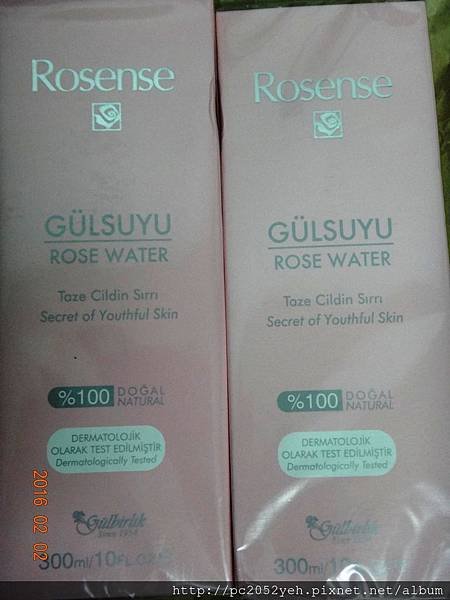 Rosense
GÜLSUYU
ROSE WATER
Taze Cildin Sırrı
Secret of Youthful Skin
%100 DOĞAL
NATURAL
DERMATOLOJİK
OLARAK TEST EDİLMİŞTİR
Dermatologically Tested
Gülbirlik
Since 1954
300ml/10FL.OZ.
Rosense
GÜLSUYU
ROSE WATER
Taze Cildin Sırrı
Secret of Youthful Skin
%100 DOĞAL
NATURAL
DERMATOLOJİK
OLARAK TEST EDİLMİŞTİR
Dermatologically Tested
Gülbirlik
Since 1954
300ml/10
2016 02 02
http://pc2052yeh.pixnet.net/album